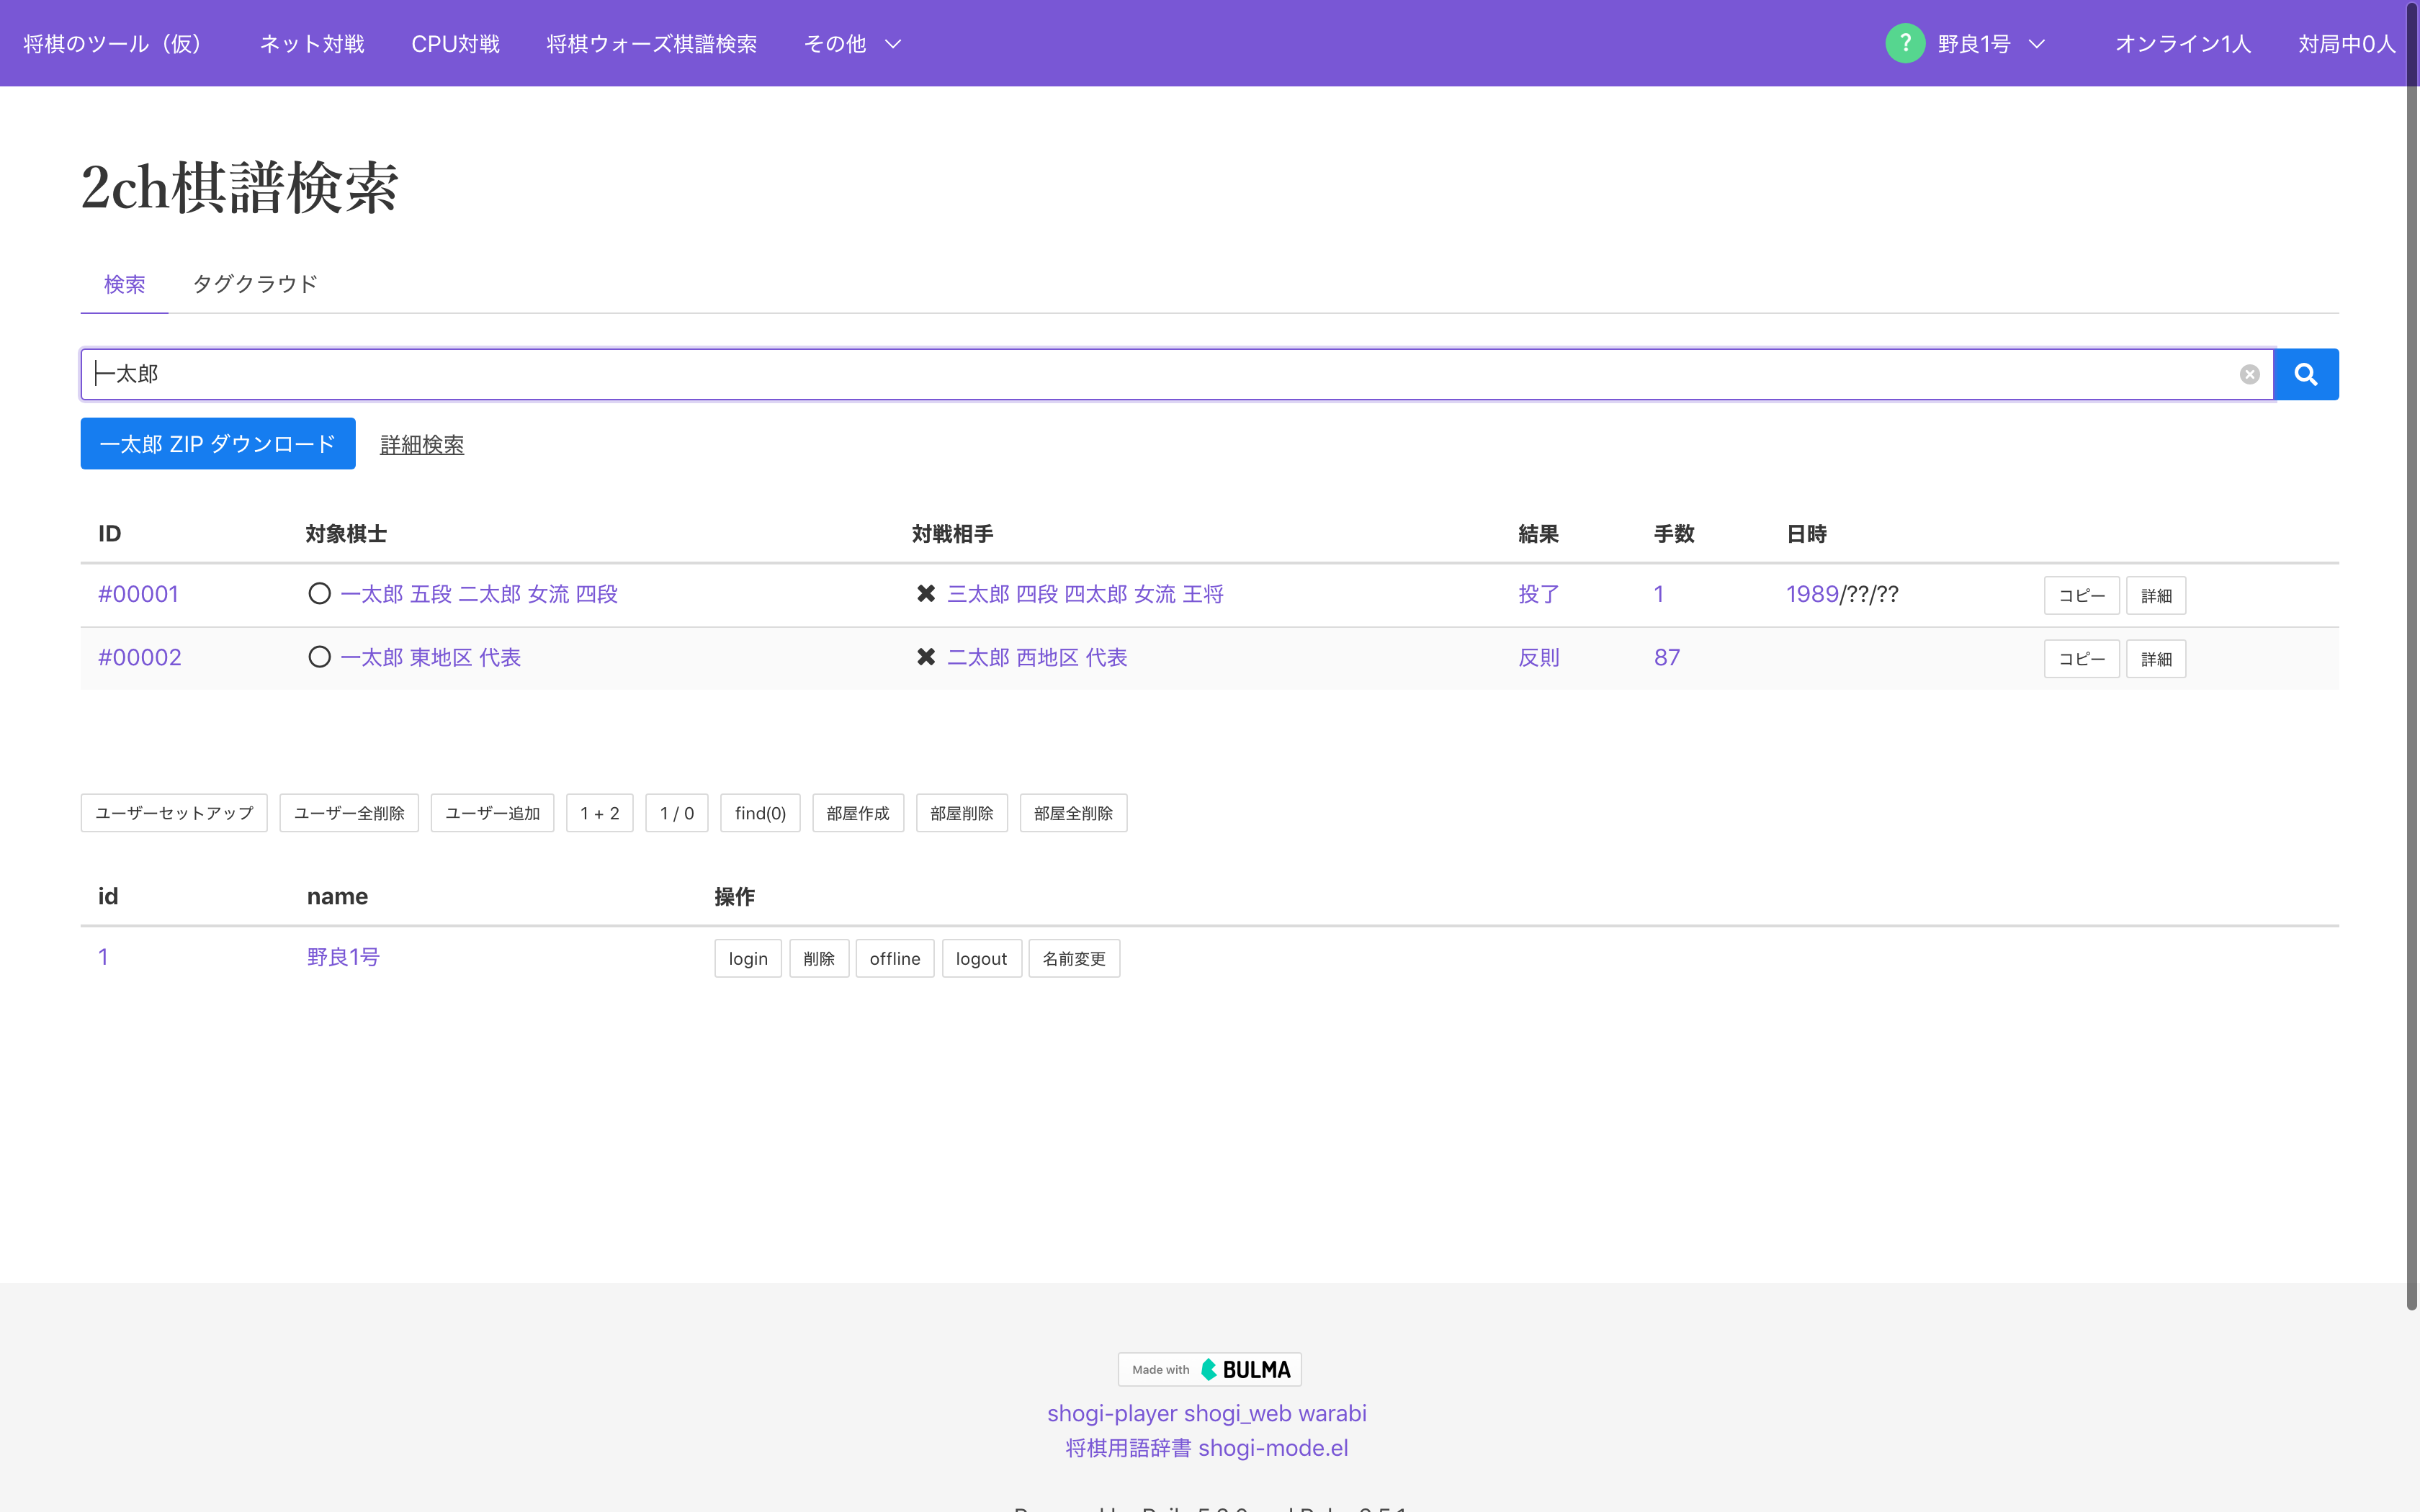 将棋のツール（仮） ネット対戦 CPU対戦 将棋ウォーズ棋譜検索 その他 ? 野良1号 オンライン1人 対局中0人
2ch棋譜検索
検索 タグクラウド
一太郎
一太郎 ZIP ダウンロード 詳細検索
ID 対象棋士 対戦相手 結果 手数 日時
#00001 一太郎 五段 二太郎 女流 四段 三太郎 四段 四太郎 女流 王将 投了 1 1989/??/?? コピー 詳細
#00002 一太郎 東地区 代表 二太郎 西地区 代表 反則 87 コピー 詳細
ユーザーセットアップ ユーザー全削除 ユーザー追加 1 + 2 1 / 0 find(0) 部屋作成 部屋削除 部屋全削除
id name 操作
1 野良1号 login 削除 offline logout 名前変更
Made with BULMA
shogi-player shogi_web warabi
将棋用語辞書 shogi-mode.el